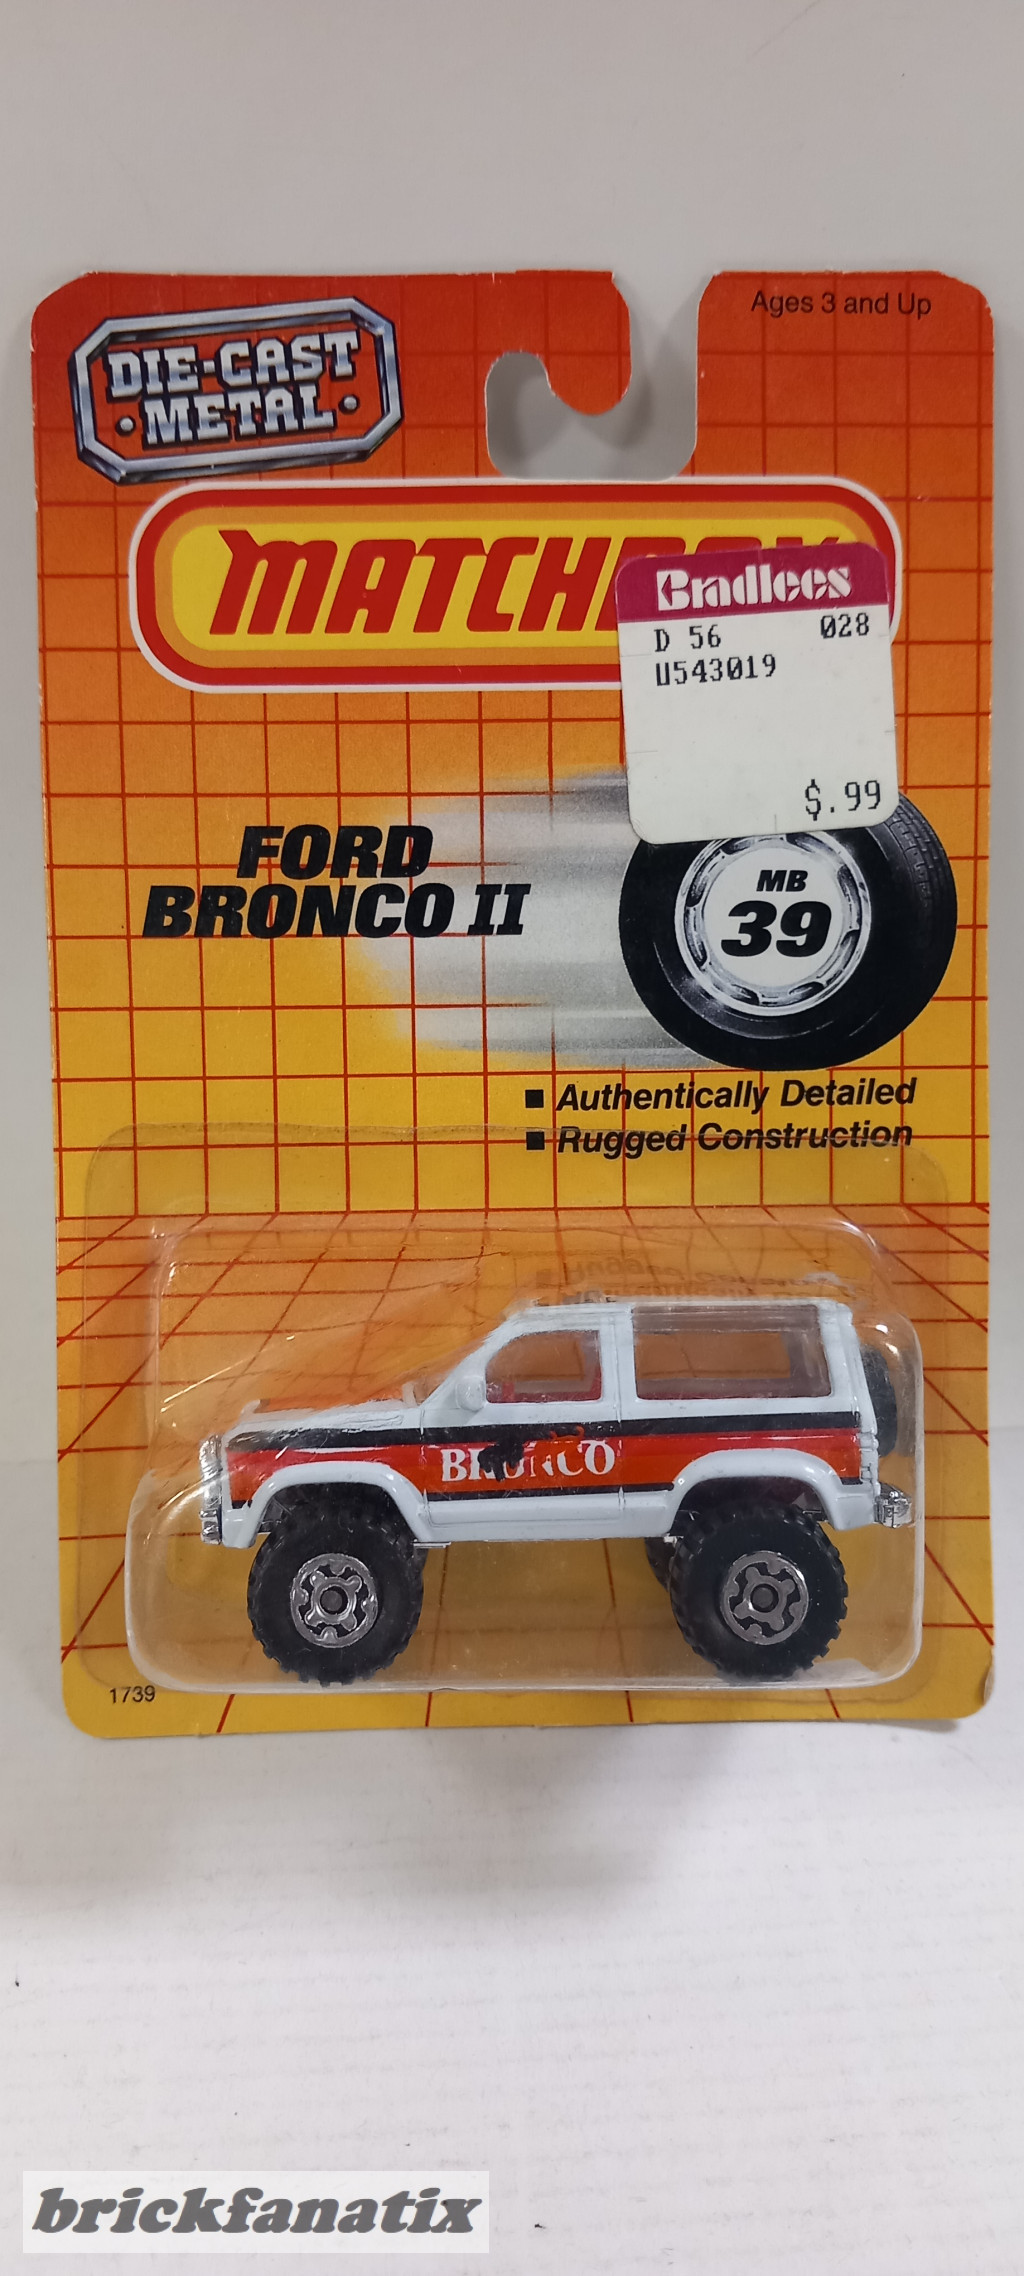 Ages 3 and Up
DIE-CAST
METAL
MATCHBOX
Bradlees
D 56 028
U543019
$.99
FORD
BRONCO II
MB
39
■ Authentically Detailed
■ Rugged Construction
BRONCO
1739
brickfanatix